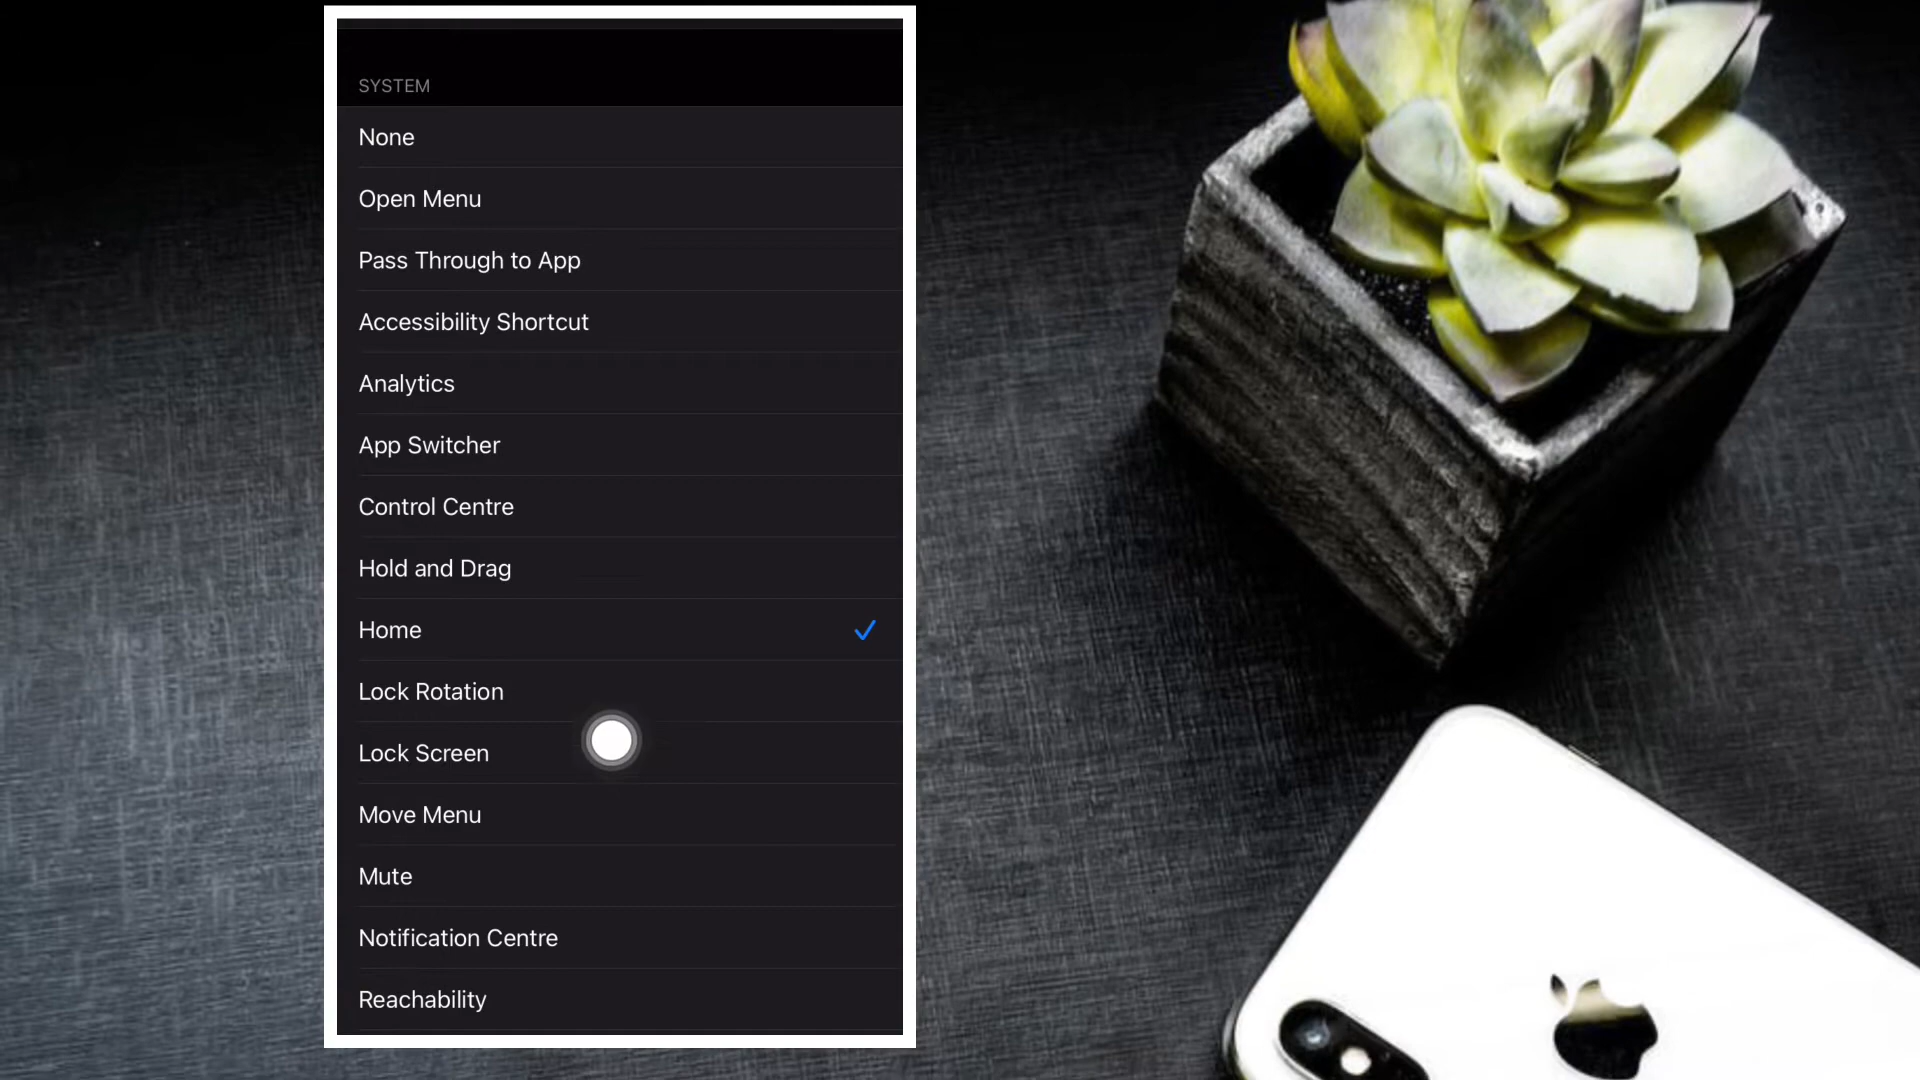 SYSTEM
None
Open Menu
Pass Through to App
Accessibility Shortcut
Analytics
App Switcher
Control Centre
Hold and Drag
Home
Lock Rotation
Lock Screen
Move Menu
Mute
Notification Centre
Reachability